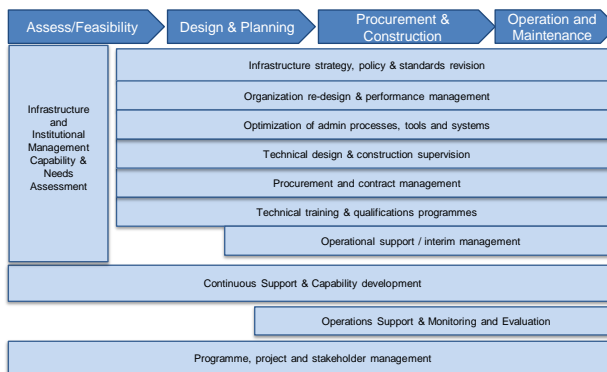 Assess/Feasibility
Design & Planning
Procurement &
Construction
Operation and
Maintenance
Infrastructure
and
Institutional
Management
Capability &
Needs
Assessment
Infrastructure strategy, policy & standards revision
Organization re-design & performance management
Optimization of admin processes, tools and systems
Technical design & construction supervision
Procurement and contract management
Technical training & qualifications programmes
Operational support / interim management
Continuous Support & Capability development
Operations Support & Monitoring and Evaluation
Programme, project and stakeholder management